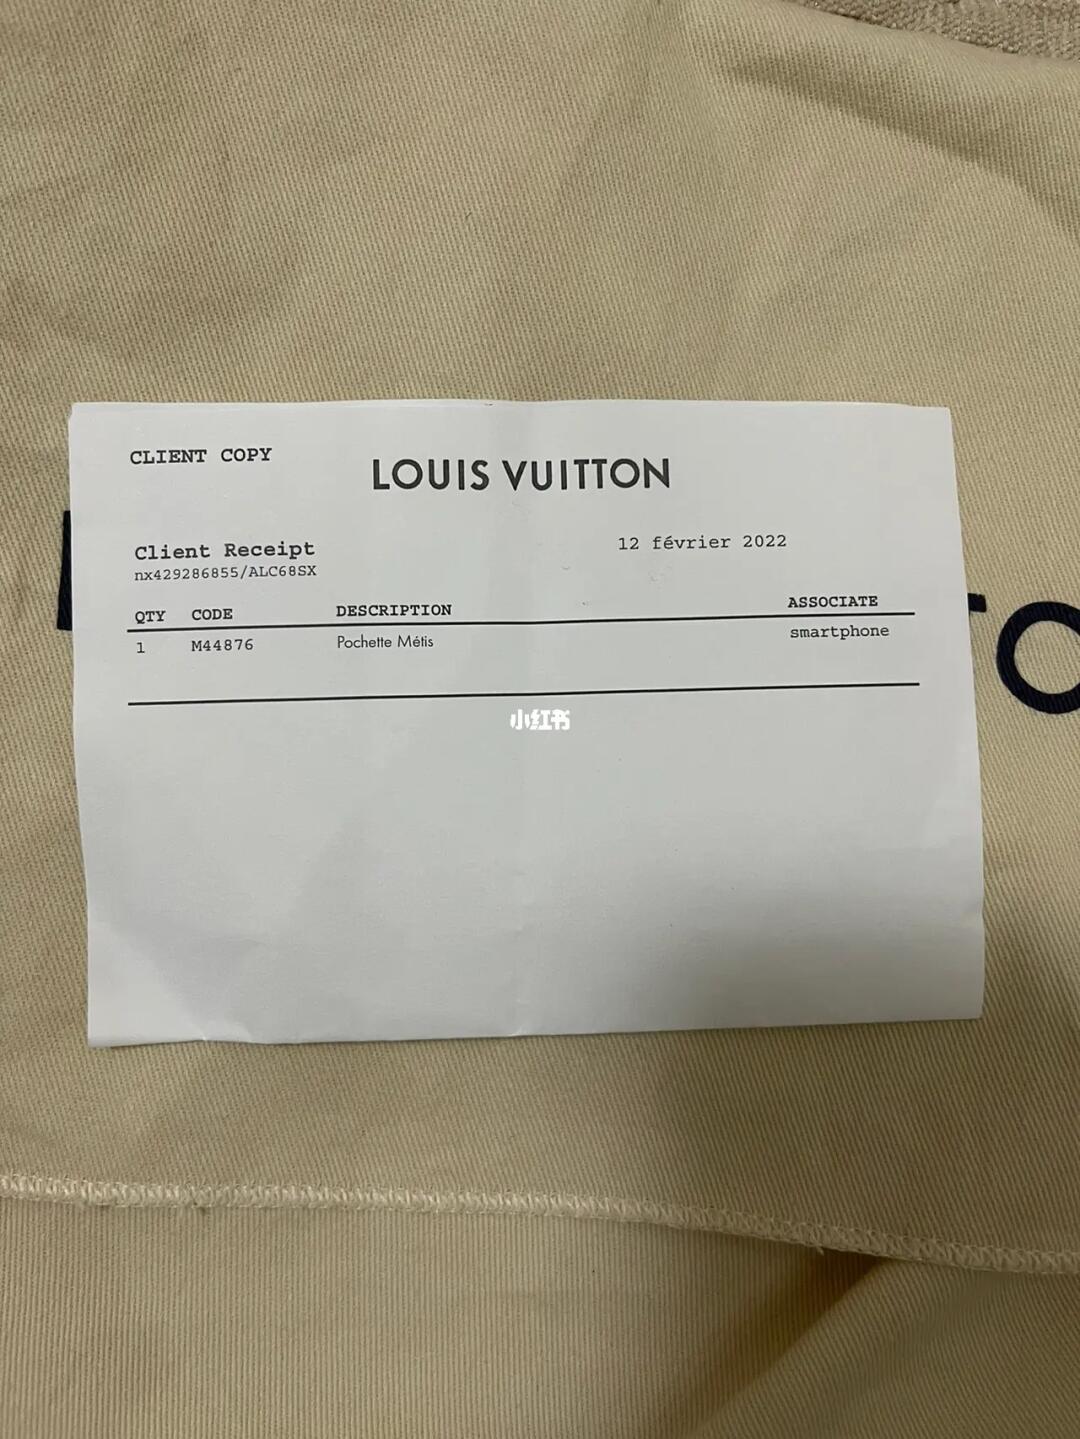 CLIENT COPY
LOUIS VUITTON
Client Receipt
12 février 2022
nx429286855/ALC68SX
QTY CODE DESCRIPTION ASSOCIATE
1 M44876 Pochette Métis smartphone
小红书
TO